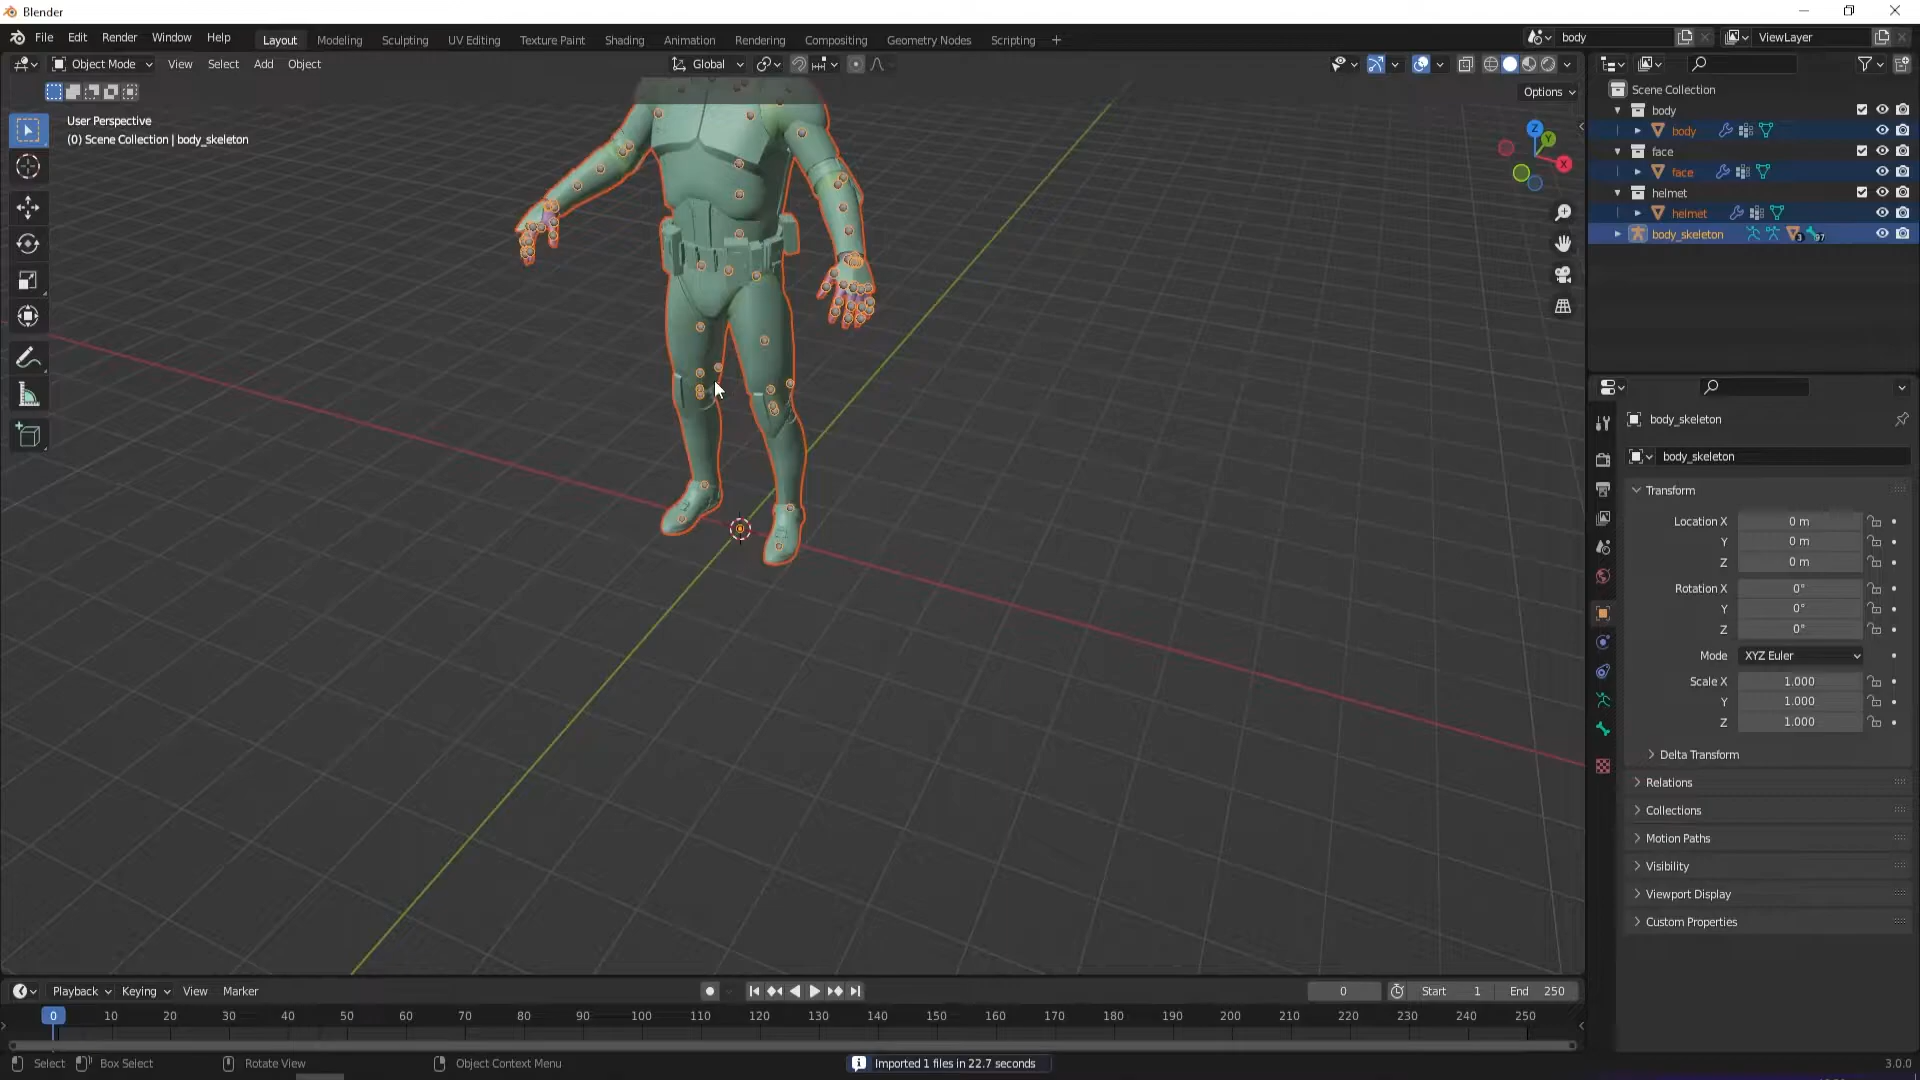 Blender
File Edit Render Window Help Layout Modeling Sculpting UV Editing Texture Paint Shading Animation Rendering Compositing Geometry Nodes Scripting + body ViewLayer
Object Mode View Select Add Object Global
Options
User Perspective
(0) Scene Collection | body_skeleton
Z
Y
X
Scene Collection
body
body
face
face
helmet
helmet
body_skeleton 3 97
body_skeleton
body_skeleton
Transform
Location X 0 m
Y 0 m
Z 0 m
Rotation X 0°
Y 0°
Z 0°
Mode XYZ Euler
Scale X 1.000
Y 1.000
Z 1.000
Delta Transform
Relations
Collections
Motion Paths
Visibility
Viewport Display
Custom Properties
Playback Keying View Marker 0 Start 1 End 250
0 10 20 30 40 50 60 70 80 90 100 110 120 130 140 150 160 170 180 190 200 210 220 230 240 250
Select Box Select Rotate View Object Context Menu Imported 1 files in 22.7 seconds 3.0.0